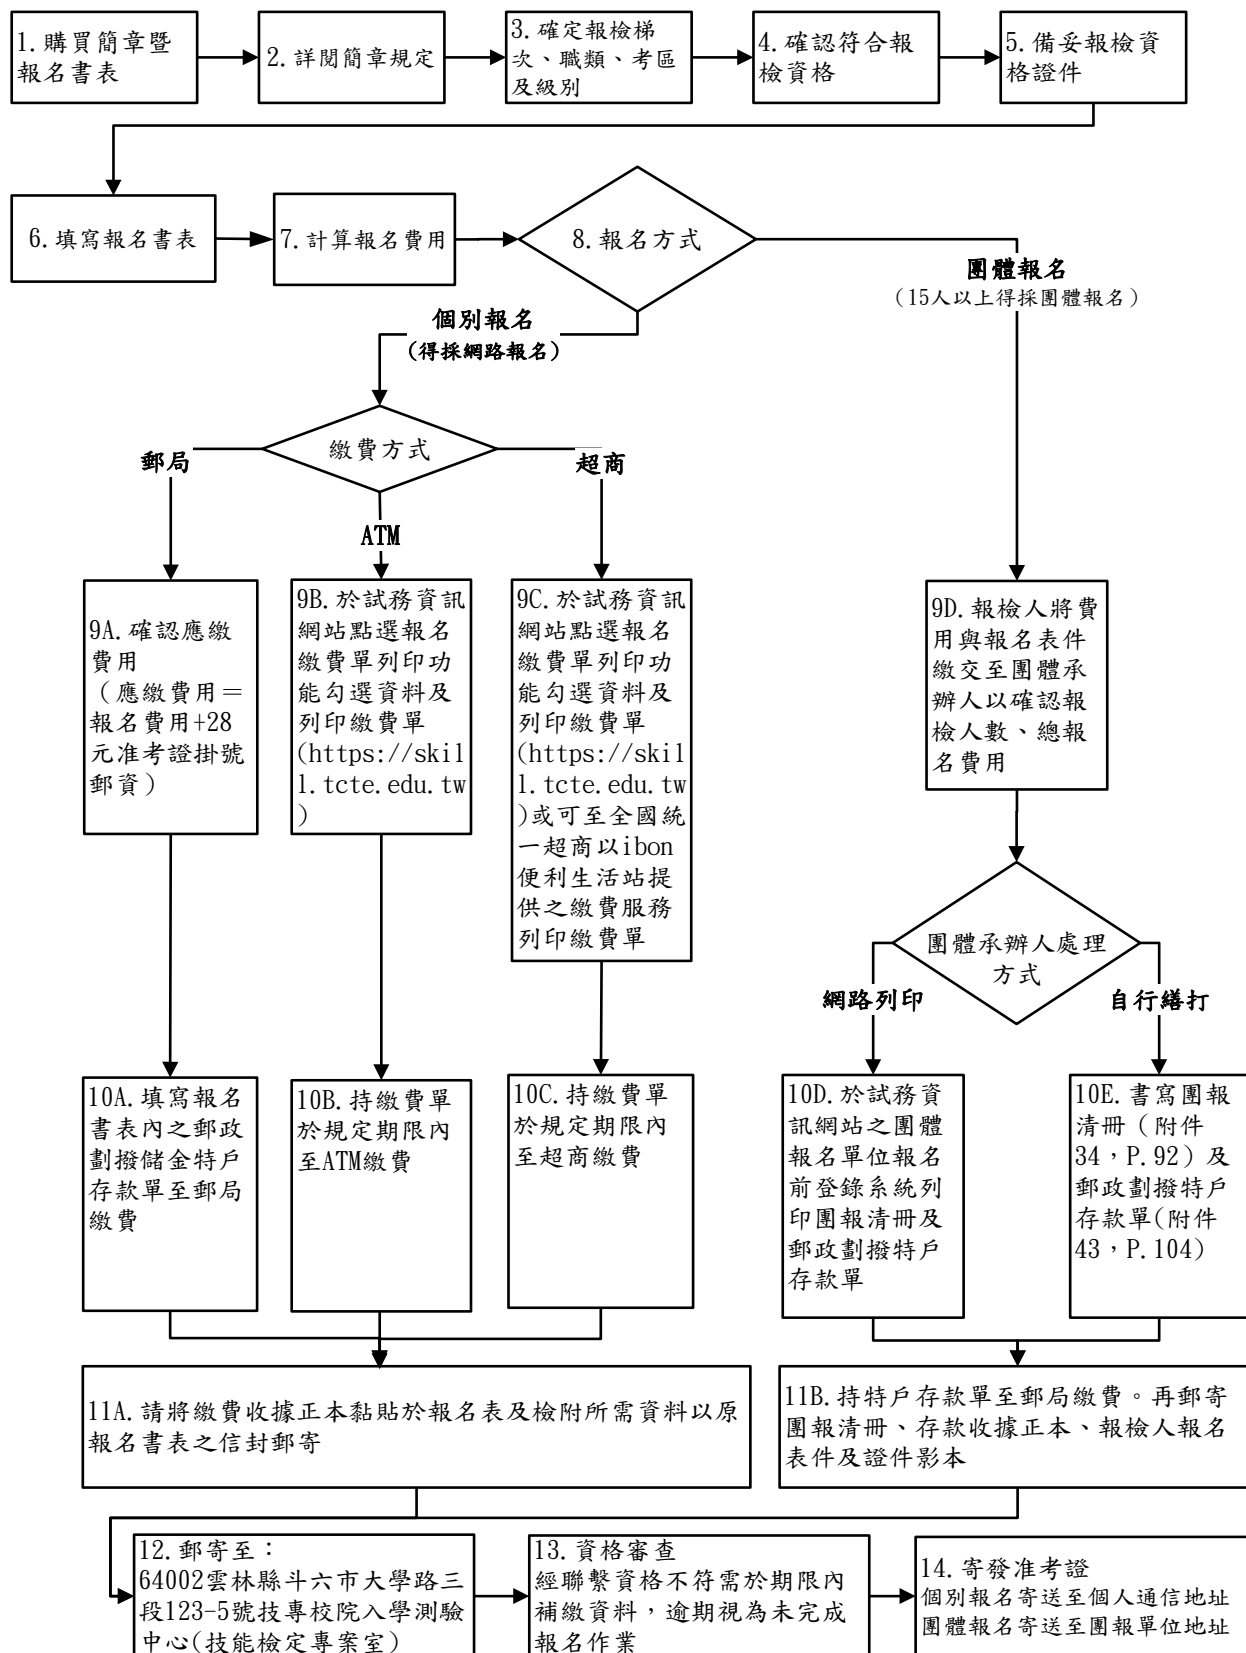 1.購買簡章暨
報名書表
2.詳閱簡章規定
3.確定報檢梯
次、職類、考區
及級別
4.確認符合報
檢資格
5.備妥報檢資
格證件
6.填寫報名書表
7.計算報名費用
8.報名方式
團體報名
（15人以上得採團體報名）
個別報名
(得採網路報名)
繳費方式
郵局
ATM
超商
9A.確認應繳
費用
（應繳費用＝
報名費用+28
元准考證掛號
郵資）
9B.於試務資訊
網站點選報名
繳費單列印功
能勾選資料及
列印繳費單
(https://skil
l.tcte.edu.tw
)
9C.於試務資訊
網站點選報名
繳費單列印功
能勾選資料及
列印繳費單
(https://skil
l.tcte.edu.tw
)或可至全國統
一超商以ibon
便利生活站提
供之繳費服務
列印繳費單
9D.報檢人將費
用與報名表件
繳交至團體承
辦人以確認報
檢人數、總報
名費用
團體承辦人處理
方式
網路列印
自行繕打
10A.填寫報名
書表內之郵政
劃撥儲金特戶
存款單至郵局
繳費
10B.持繳費單
於規定期限內
至ATM繳費
10C.持繳費單
於規定期限內
至超商繳費
10D.於試務資
訊網站之團體
報名單位報名
前登錄系統列
印團報清冊及
郵政劃撥特戶
存款單
10E.書寫團報
清冊（附件
34，P.92）及
郵政劃撥特戶
存款單(附件
43，P.104)
11A.請將繳費收據正本黏貼於報名表及檢附所需資料以原
報名書表之信封郵寄
11B.持特戶存款單至郵局繳費。再郵寄
團報清冊、存款收據正本、報檢人報名
表件及證件影本
12.郵寄至：
64002雲林縣斗六市大學路三
段123-5號技專校院入學測驗
中心(技能檢定專案室)
13.資格審查
經聯繫資格不符需於期限內
補繳資料，逾期視為未完成
報名作業
14.寄發准考證
個別報名寄送至個人通信地址
團體報名寄送至團報單位地址